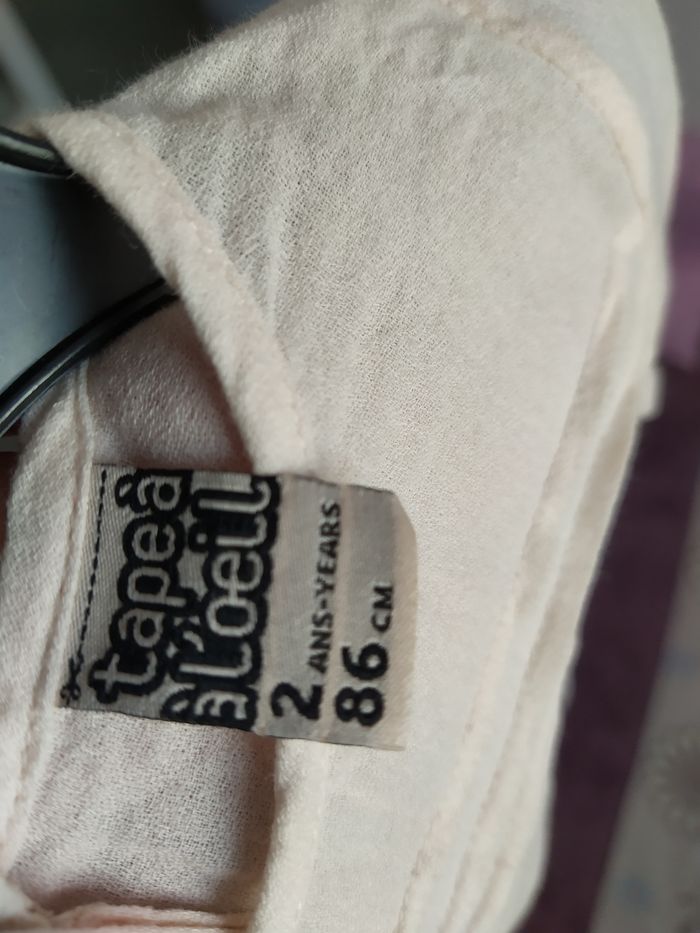 tape à
l'oeil
2 ANS-YEARS
86 CM